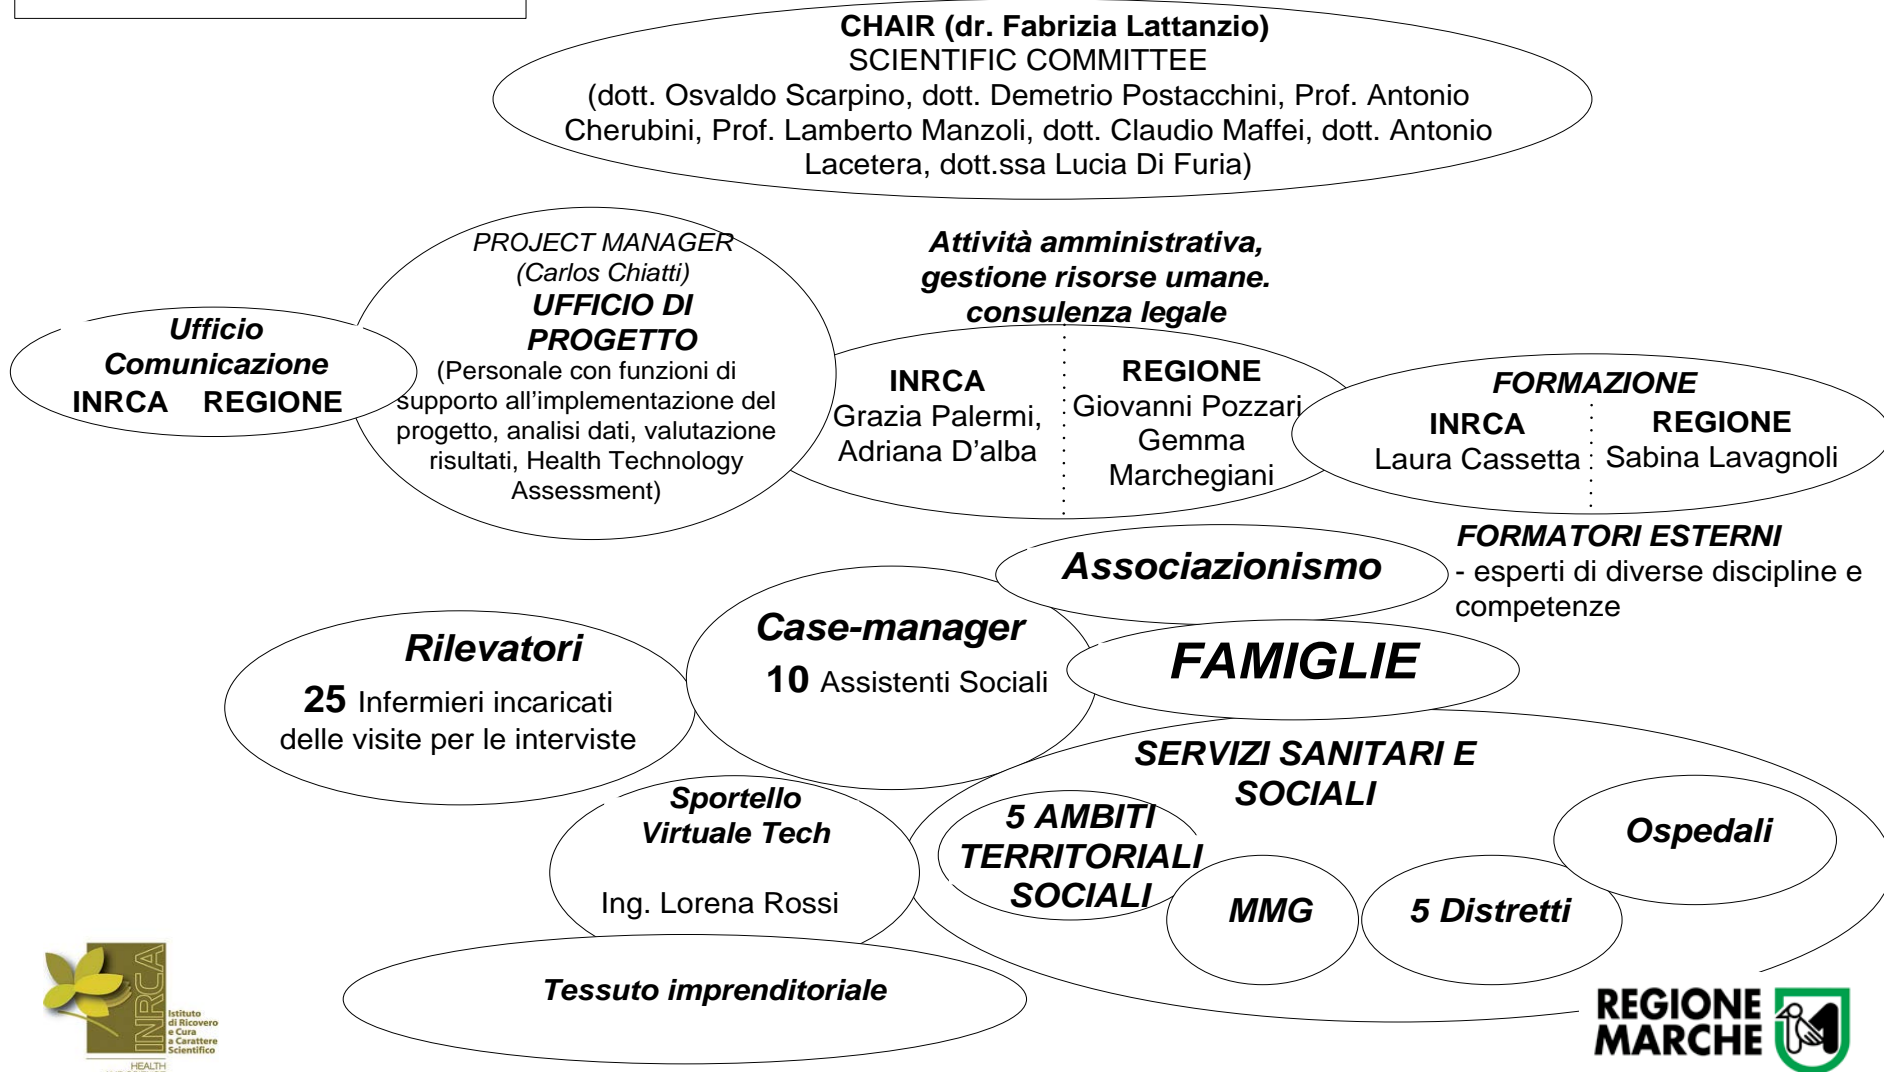 CHAIR (dr. Fabrizia Lattanzio)
SCIENTIFIC COMMITTEE
(dott. Osvaldo Scarpino, dott. Demetrio Postacchini, Prof. Antonio
Cherubini, Prof. Lamberto Manzoli, dott. Claudio Maffei, dott. Antonio
Lacetera, dott.ssa Lucia Di Furia)
PROJECT MANAGER
(Carlos Chiatti)
UFFICIO DI
PROGETTO
(Personale con funzioni di
supporto all'implementazione del
progetto, analisi dati, valutazione
risultati, Health Technology
Assessment)
Ufficio
Comunicazione
INRCA REGIONE
Attività amministrativa,
gestione risorse umane.
consulenza legale
INRCA
Grazia Palermi,
Adriana D'alba
REGIONE
Giovanni Pozzari
Gemma
Marchegiani
FORMAZIONE
INRCA
Laura Cassetta
REGIONE
Sabina Lavagnoli
FORMATORI ESTERNI
- esperti di diverse discipline e
competenze
Associazionismo
Case-manager
10 Assistenti Sociali
Rilevatori
25 Infermieri incaricati
delle visite per le interviste
FAMIGLIE
SERVIZI SANITARI E
SOCIALI
5 AMBITI
TERRITORIALI
SOCIALI
MMG
5 Distretti
Ospedali
Sportello
Virtuale Tech
Ing. Lorena Rossi
Tessuto imprenditoriale
INRCA
Istituto
di Ricovero
e Cura
a Carattere
Scientifico
HEALTH
REGIONE
MARCHE